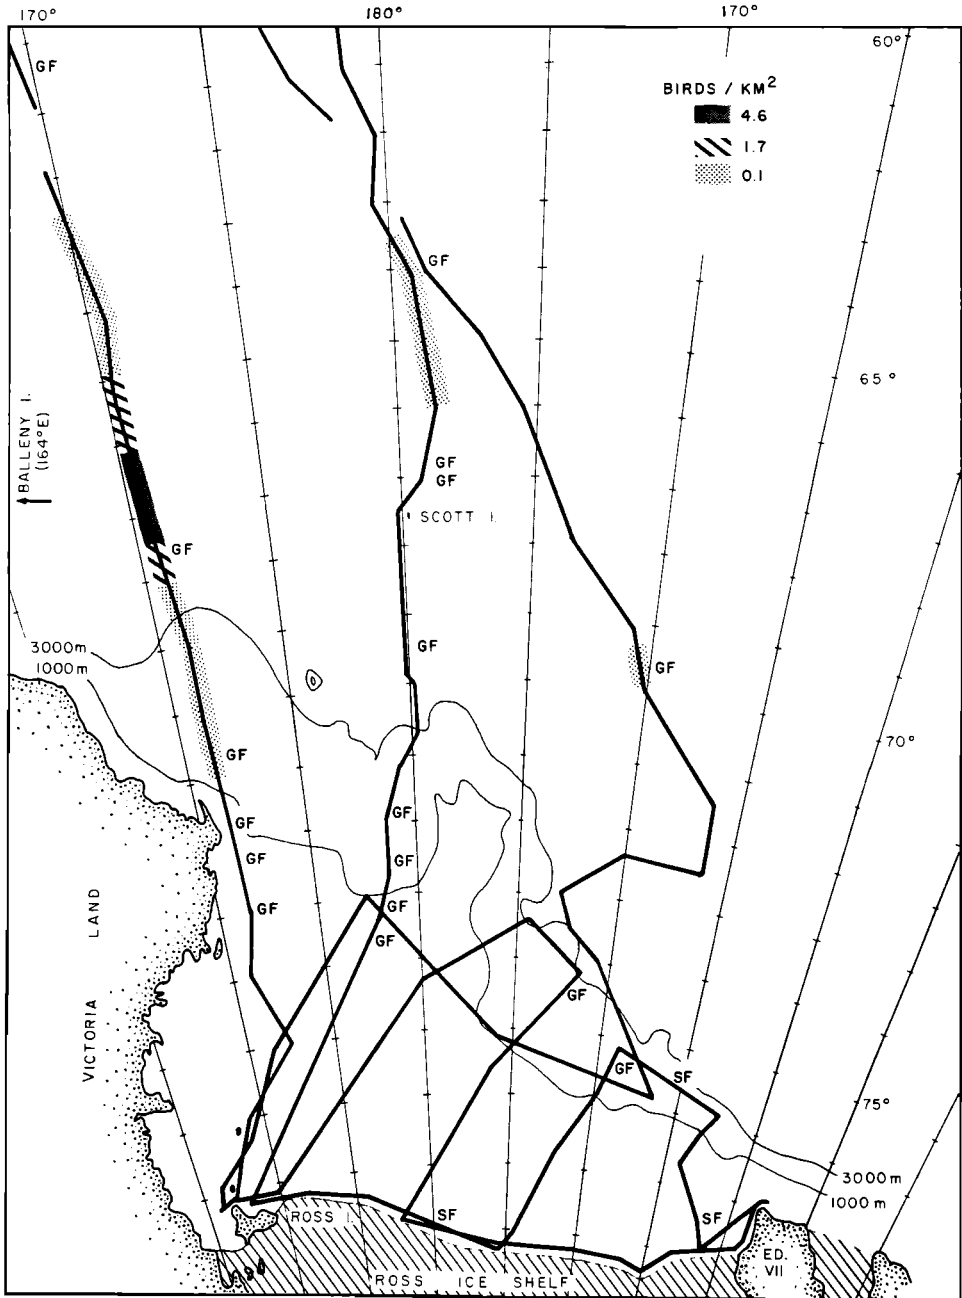 170°
180°
170°
60°
GF
BIRDS / KM²
4.6
1.7
0.1
GF
65°
BALLENY I.
(164°E)
GF
GF
SCOTT I.
GF
3000m
1000m
GF
GF
70°
GF
GF
GF
GF
GF
GF
GF
GF
VICTORIA LAND
GF
GF
SF
75°
3000m
1000m
ROSS I.
SF
SF
ED.
VII
ROSS ICE SHELF